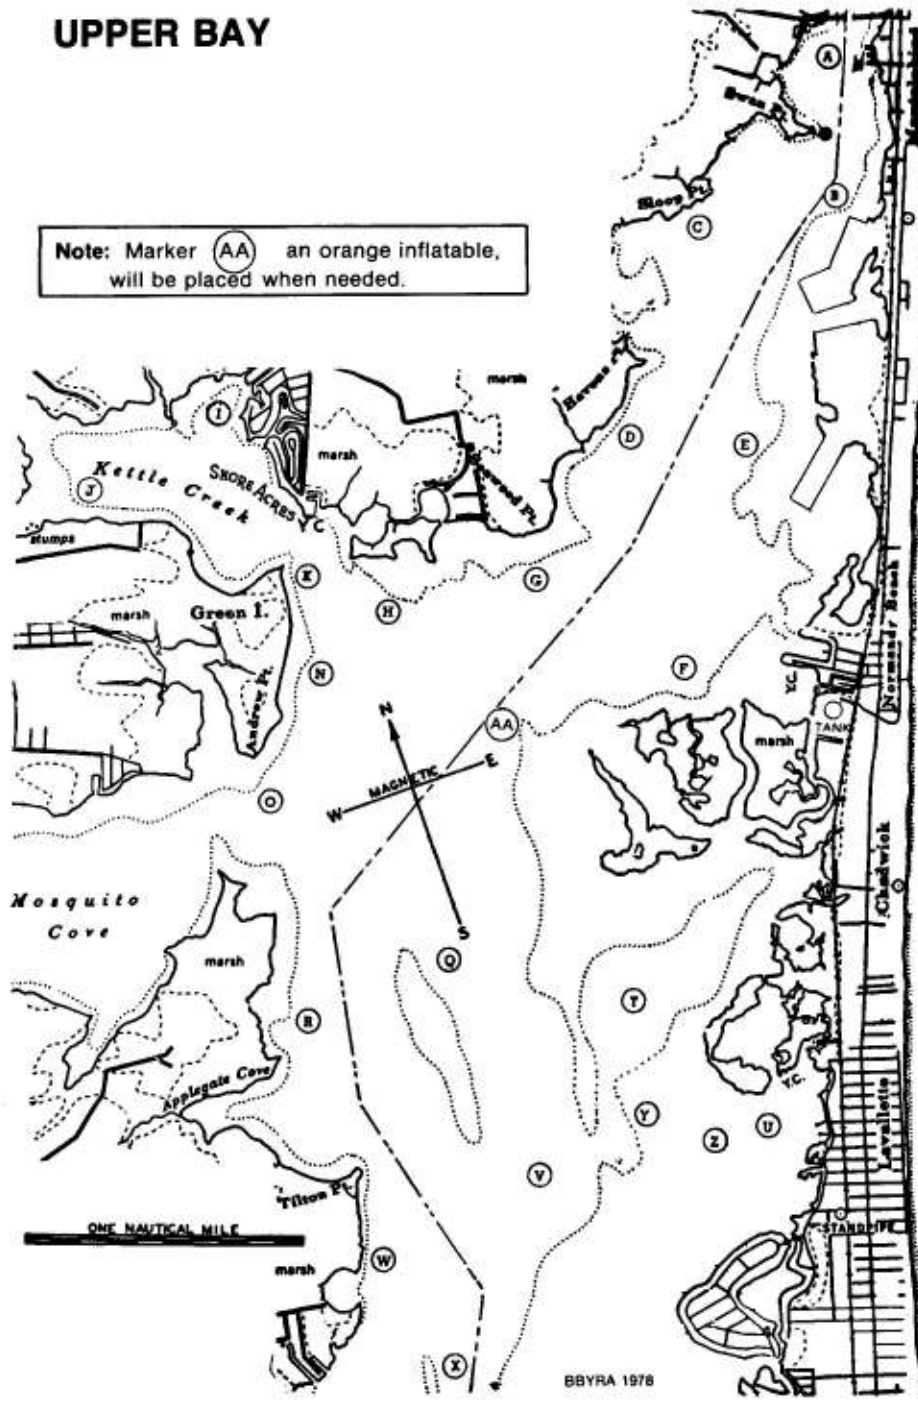 UPPER BAY
Note: Marker AA an orange inflatable,
will be placed when needed.
A
Swan Pt.
B
Sloop Pt.
C
marsh
Havens Pt.
D
E
I
marsh
Kettle Creek
J
SHORE ACRES
Y C.
stumps
K
H
G
marsh
Green I.
N
Andrew Pt.
F
Y.C.
Normandy Beach
AA
TANK
marsh
N
W MAGNETIC E
S
O
Chadwick
Mosquito
Cove
marsh
Q
R
T
Applegate Cove
Y.C.
Y
Z
U
Lavallette
V
Tilton Pt.
ONE NAUTICAL MILE
STANDPIPE
marsh
W
X
BBYRA 1978